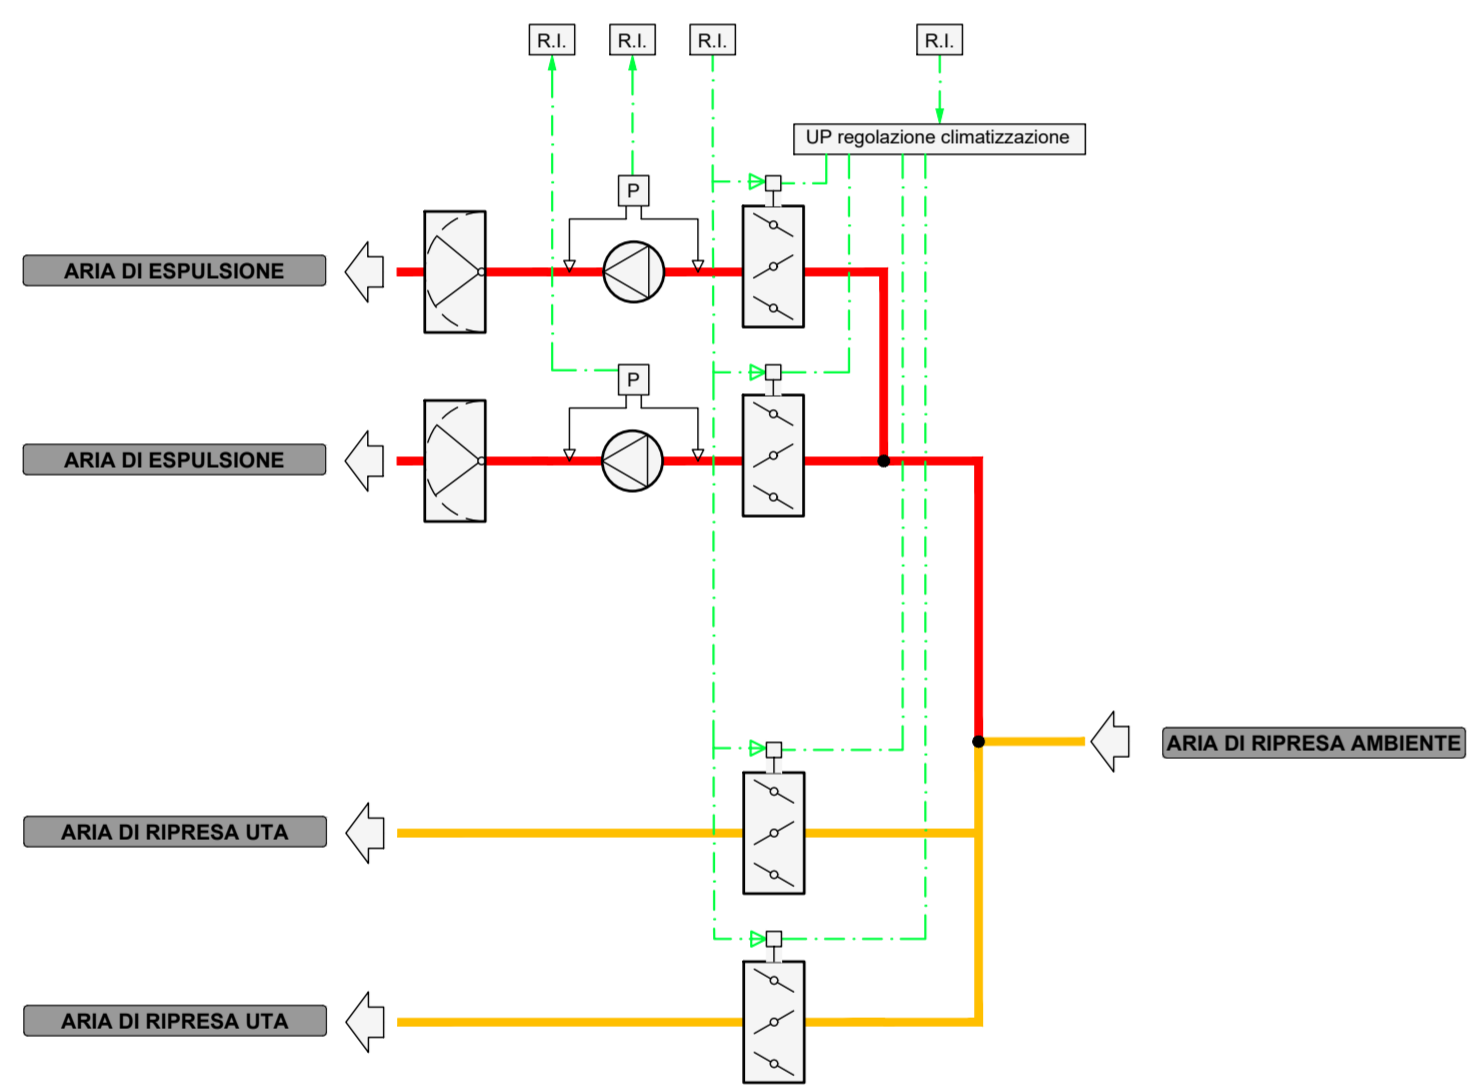 R.I.
R.I.
R.I.
R.I.
UP regolazione climatizzazione
P
ARIA DI ESPULSIONE
P
ARIA DI ESPULSIONE
ARIA DI RIPRESA AMBIENTE
ARIA DI RIPRESA UTA
ARIA DI RIPRESA UTA